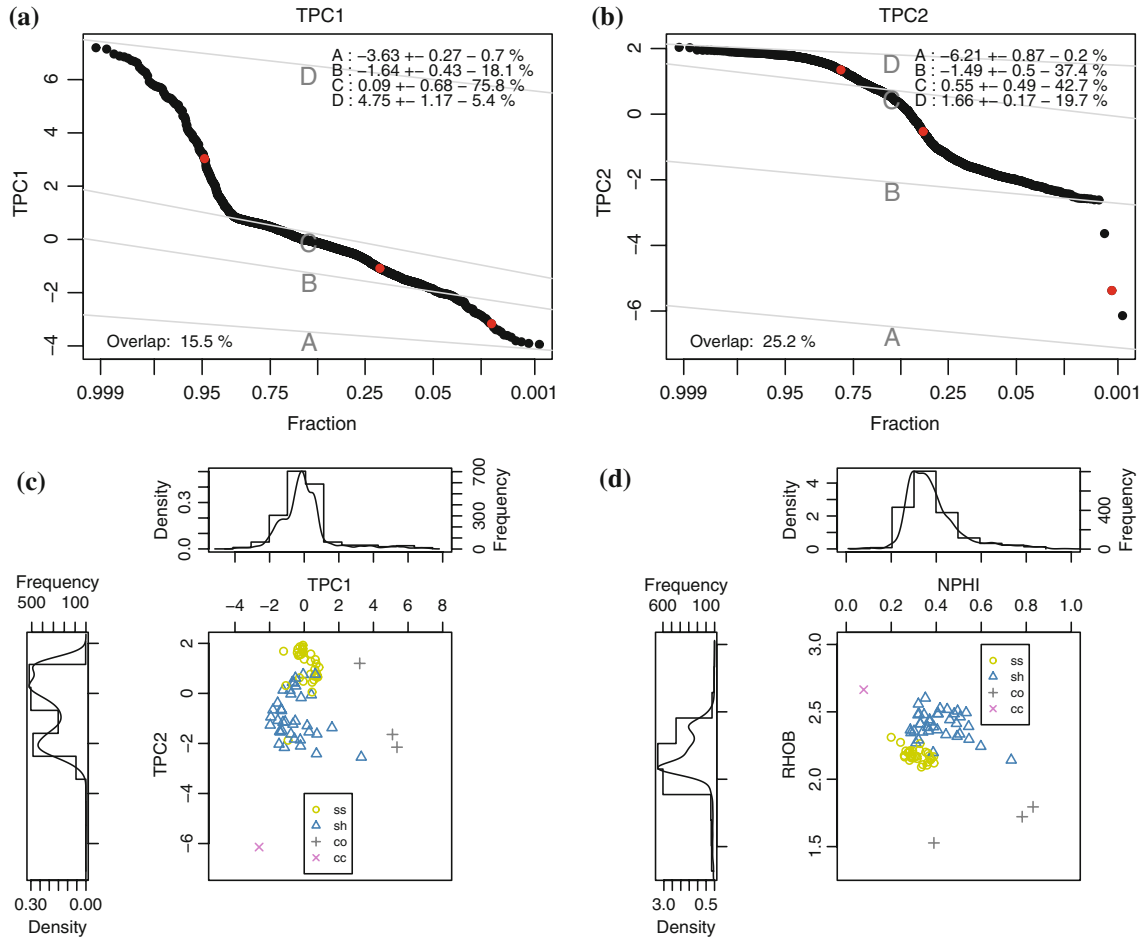 (a)
TPC1
A : −3.63 +− 0.27 − 0.7 %
B : −1.64 +− 0.43 − 18.1 %
C : 0.09 +− 0.68 − 75.8 %
D : 4.75 +− 1.17 − 5.4 %
D
C
B
A
Overlap: 15.5 %
TPC1
6
4
2
0
−2
−4
0.999 0.95 0.75 0.25 0.05 0.001
Fraction
(b)
TPC2
A : −6.21 +− 0.87 − 0.2 %
B : −1.49 +− 0.5 − 37.4 %
C : 0.55 +− 0.49 − 42.7 %
D : 1.66 +− 0.17 − 19.7 %
D
C
B
A
Overlap: 25.2 %
TPC2
2
0
−2
−4
−6
0.999 0.95 0.75 0.25 0.05 0.001
Fraction
(c)
Density
0.0 0.3
Frequency
0 300 700
Frequency
500 100
0.30 0.00
Density
TPC1
−4 −2 0 2 4 6 8
TPC2
2
0
−2
−4
−6
ss
sh
co
cc
(d)
Density
0 2 4
Frequency
0 400
Frequency
600 100
3.0 0.5
Density
NPHI
0.0 0.2 0.4 0.6 0.8 1.0
RHOB
3.0
2.5
2.0
1.5
ss
sh
co
cc